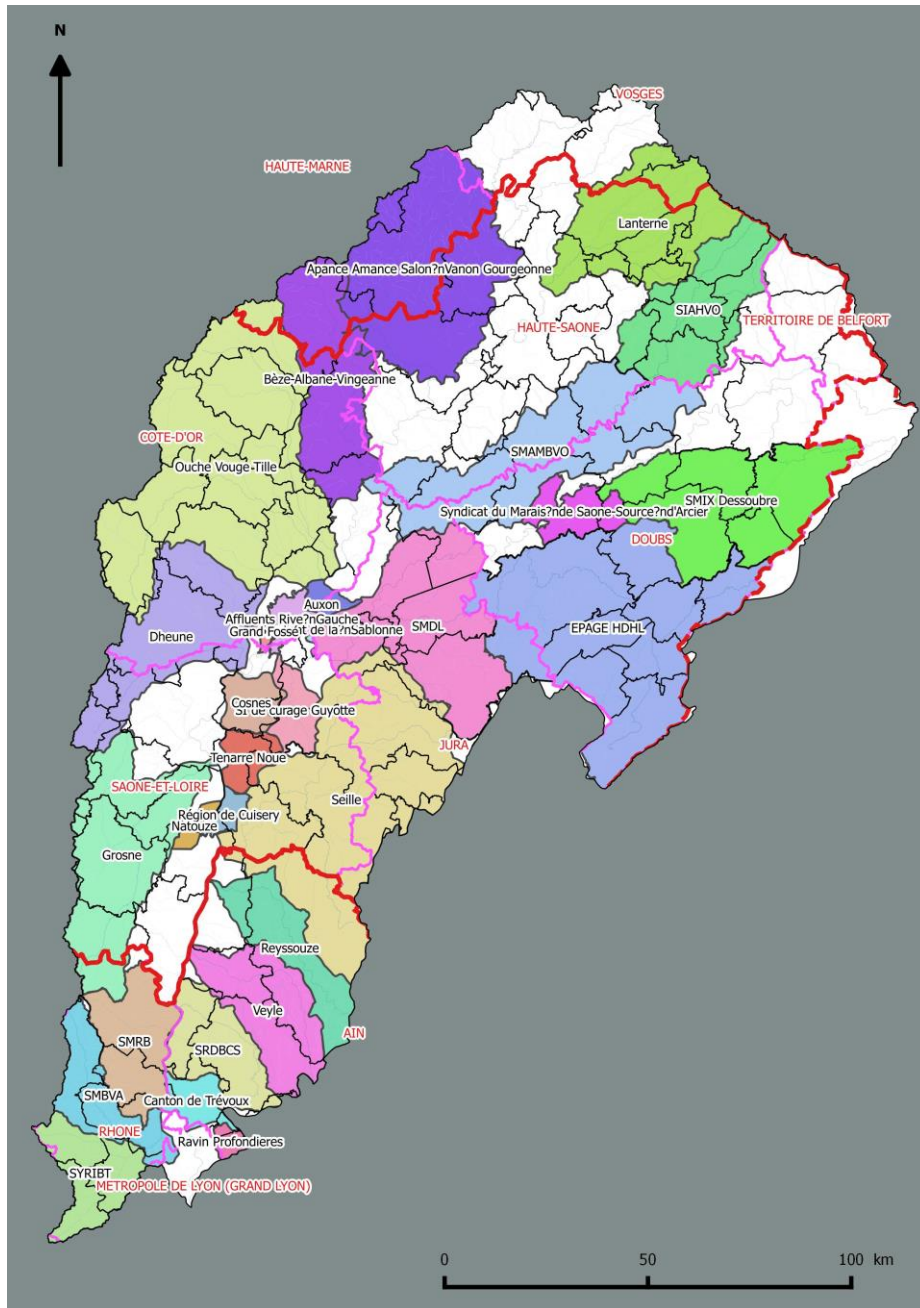 N
VOSGES
HAUTE-MARNE
Lanterne
Apance Amance Salon?nVanon Gourgeonne
SIAHVO
HAUTE-SAONE
TERRITOIRE DE BELFORT
Bèze-Albane-Vingeanne
COTE-D'OR
SMAMBVO
Ouche Vouge Tille
SMIX Dessoubre
Syndicat du Marais?nde Saone-Source?nd'Arcier
DOUBS
Auxon
Affluents Rive?nGauche
SMDL
EPAGE HDHL
Dheune
Grand Fossé
de la?nSablonne
Cosnes
de curage Guyotte
JURA
Tenarre Noue
SAONE-ET-LOIRE
Seille
Région de Cuisery
Natouze
Grosne
Reyssouze
Veyle
AIN
SMRB
SRDBCS
SMBVA
Canton de Trévoux
RHONE
Ravin Profondieres
SYRIBT
METROPOLE DE LYON (GRAND LYON)
0 50 100 km